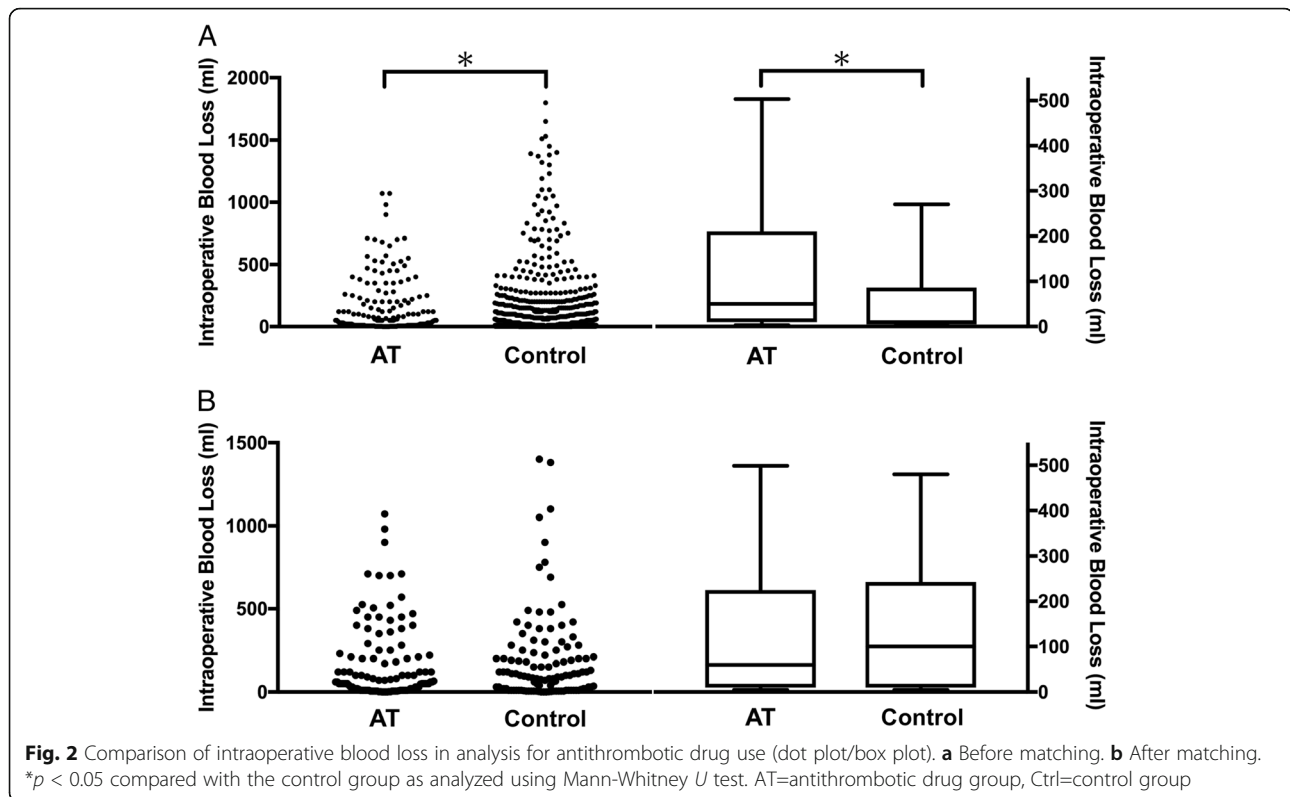 A
Intraoperative Blood Loss (ml)
2000
1500
1000
500
0
*
AT
Control
*
AT
Control
500
400
300
200
100
0
Intraoperative Blood Loss (ml)
B
Intraoperative Blood Loss (ml)
1500
1000
500
0
AT
Control
AT
Control
500
400
300
200
100
0
Intraoperative Blood Loss (ml)
Fig. 2 Comparison of intraoperative blood loss in analysis for antithrombotic drug use (dot plot/box plot). a Before matching. b After matching.
*p < 0.05 compared with the control group as analyzed using Mann-Whitney U test. AT=antithrombotic drug group, Ctrl=control group